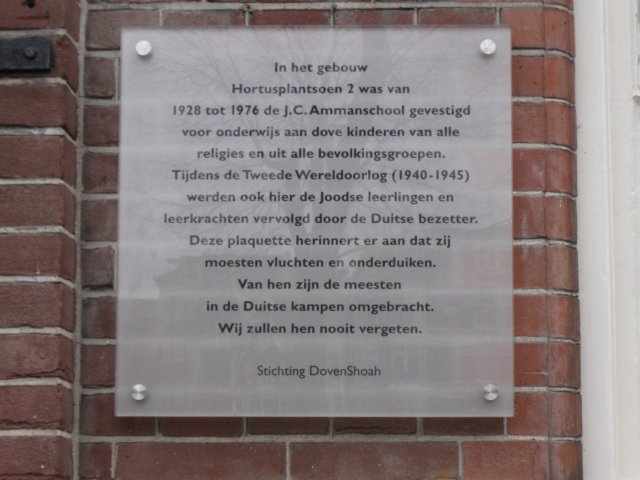 In het gebouw
Hortusplantsoen 2 was van
1928 tot 1976 de J.C. Ammanschool gevestigd
voor onderwijs aan dove kinderen van alle
religies en uit alle bevolkingsgroepen.
Tijdens de Tweede Wereldoorlog (1940-1945)
werden ook hier de Joodse leerlingen en
leerkrachten vervolgd door de Duitse bezetter.
Deze plaquette herinnert er aan dat zij
moesten vluchten en onderduiken.
Van hen zijn de meesten
in de Duitse kampen omgebracht.
Wij zullen hen nooit vergeten.
Stichting DovenShoah